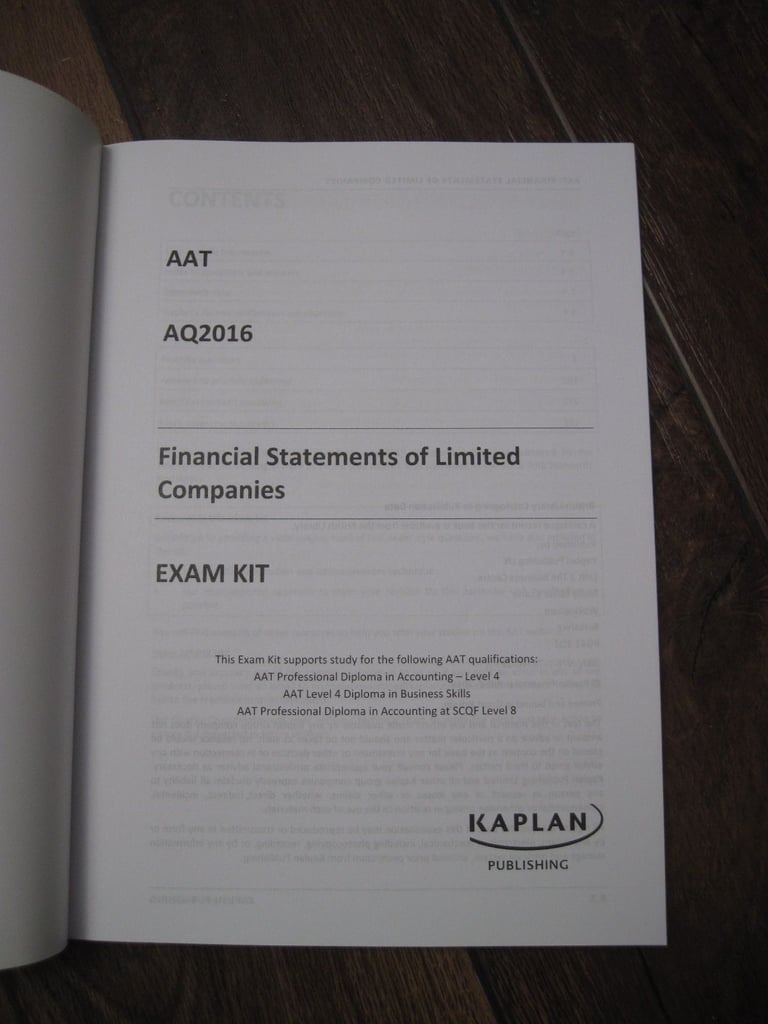 AAT
AQ2016
Financial Statements of Limited
Companies
EXAM KIT
This Exam Kit supports study for the following AAT qualifications:
AAT Professional Diploma in Accounting – Level 4
AAT Level 4 Diploma in Business Skills
AAT Professional Diploma in Accounting at SCQF Level 8
KAPLAN
PUBLISHING